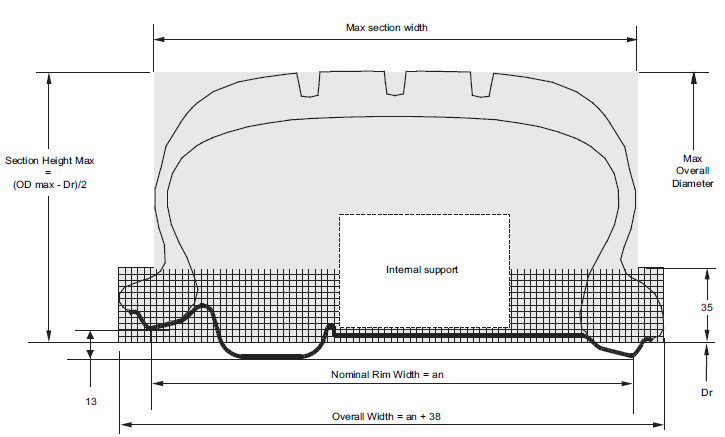 Max section width
Section Height Max
=
(OD max - Dr)/2
Max
Overall
Diameter
Internal support
35
Nominal Rim Width = an
Dr
13
Overall Width = an + 38